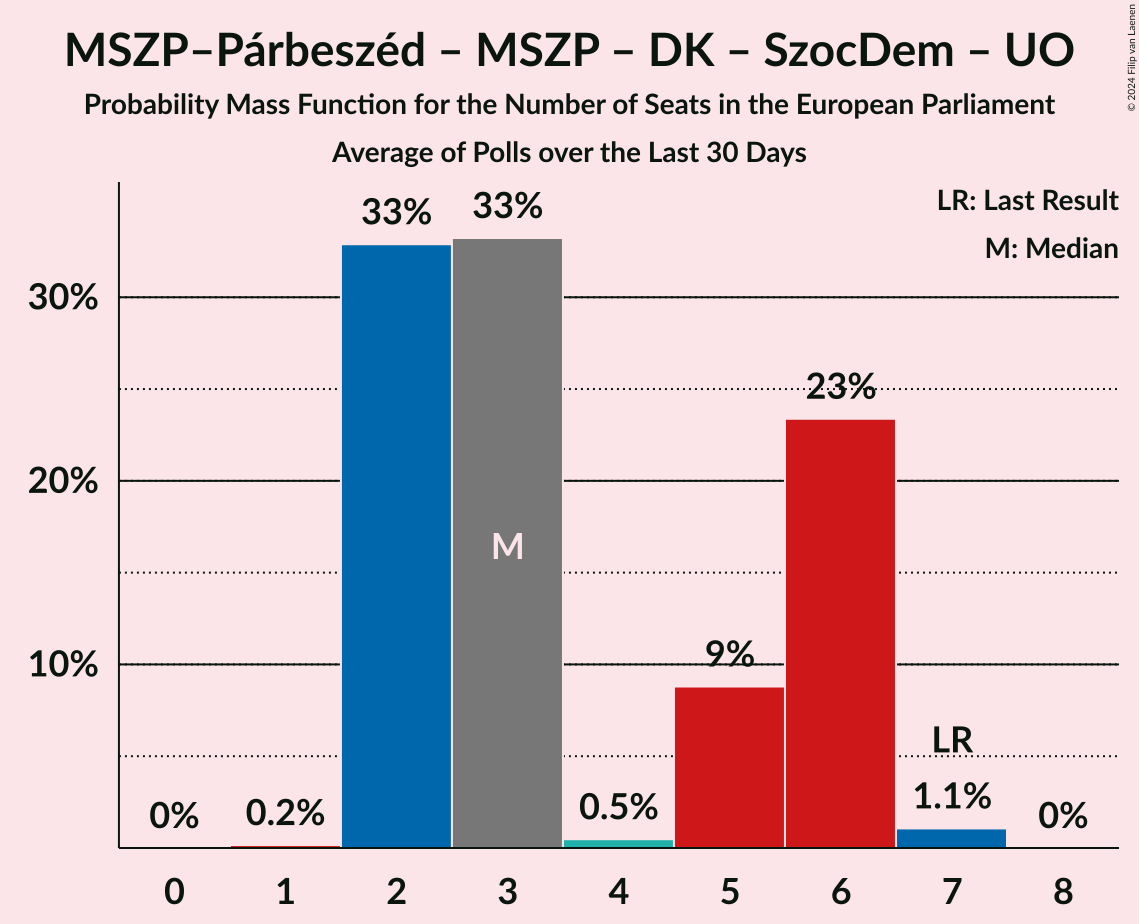 MSZP–Párbeszéd – MSZP – DK – SzocDem – UO
Probability Mass Function for the Number of Seats in the European Parliament
Average of Polls over the Last 30 Days
© 2024 Filip van Laenen
LR: Last Result
M: Median
33%
33%
30%
23%
20%
M
10%
9%
LR
0%
0.2%
0.5%
1.1%
0%
0
1
2
3
4
5
6
7
8